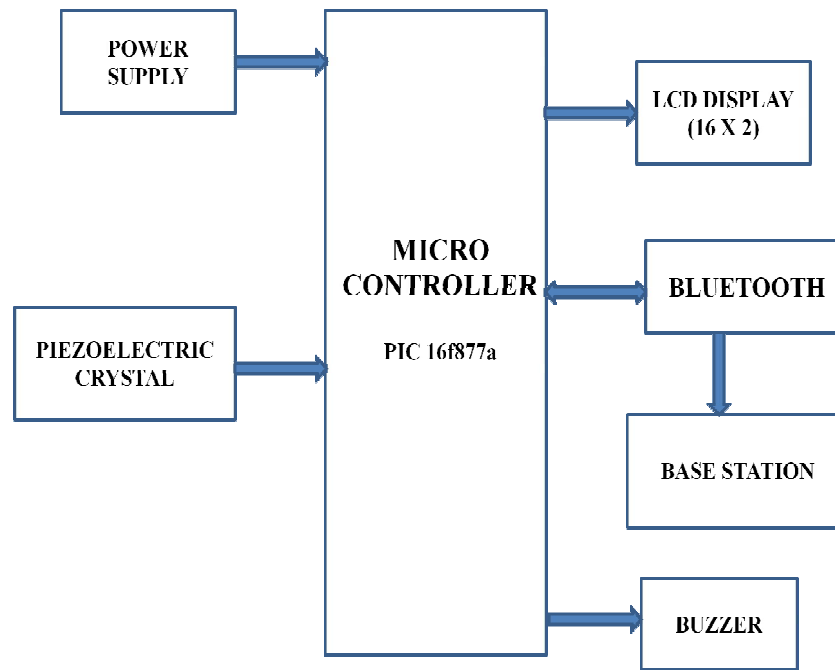 POWER
SUPPLY
LCD DISPLAY
(16 X 2)
MICRO
CONTROLLER
PIC 16f877a
BLUETOOTH
PIEZOELECTRIC
CRYSTAL
BASE STATION
BUZZER